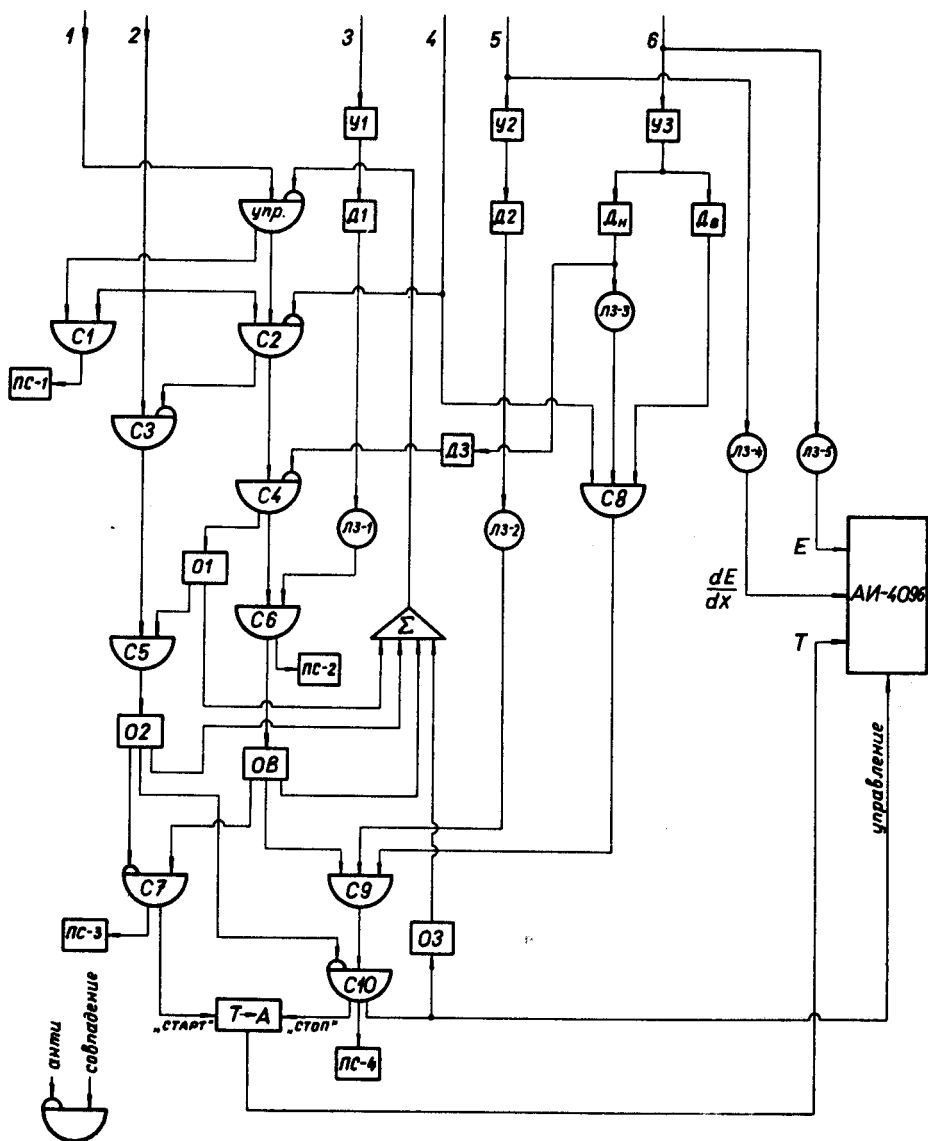 1
2
3
4
5
6
У1
У2
У3
упр.
Д1
Д2
Дн
Дв
ЛЗ-3
С1
С2
ПС-1
С3
Д3
ЛЗ-4
ЛЗ-5
С4
С8
ЛЗ-1
ЛЗ-2
О1
E
dE
dx
АИ-4096
T
С6
Σ
С5
ПС-2
О2
ОВ
управление
С7
С9
ПС-3
О3
С10
„СТАРТ"
Т→А
„СТОП"
ПС-4
анти
совпадение